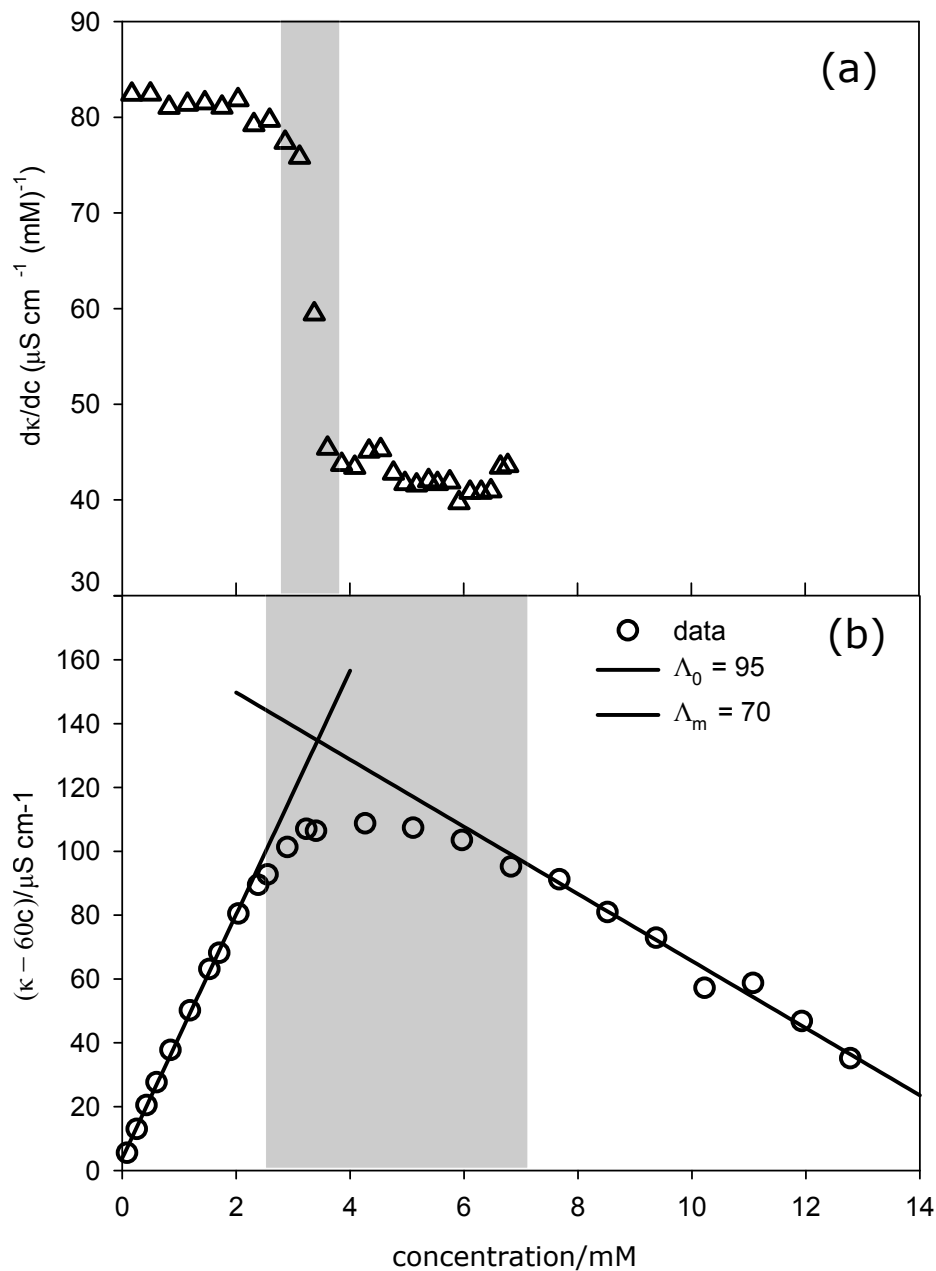 90
(a)
80
70
60
50
40
30
dκ/dc (μS cm ⁻¹ (mM)⁻¹)
(b)
data
Λ₀ = 95
Λₘ = 70
160
140
120
100
80
60
40
20
0
(κ − 60c)/μS cm-1
0 2 4 6 8 10 12 14
concentration/mM